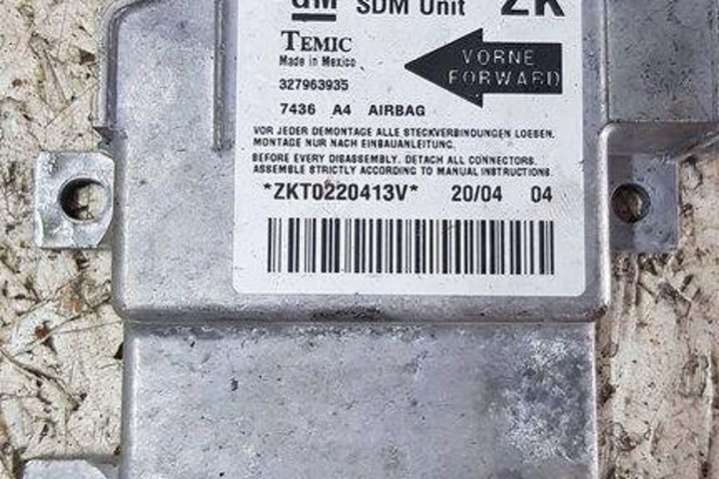 GM SDM Unit ZK
TEMIC
Made in Mexico
VORNE
FORWARD
327963935
7436 A4 AIRBAG
VOR JEDER DEMONTAGE ALLE STECKVERBINDUNGEN LOESEN.
MONTAGE NUR NACH EINBAUANLEITUNG.
BEFORE EVERY DISASSEMBLY, DETACH ALL CONNECTORS.
ASSEMBLE STRICTLY ACCORDING TO MANUAL INSTRUCTIONS.
*ZKT0220413V* 20/04 04